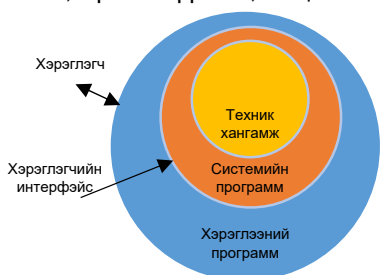 Хэрэглэгч
Техник
хангамж
Хэрэглэгчийн
интерфэйс
Системийн
программ
Хэрэглээний
программ